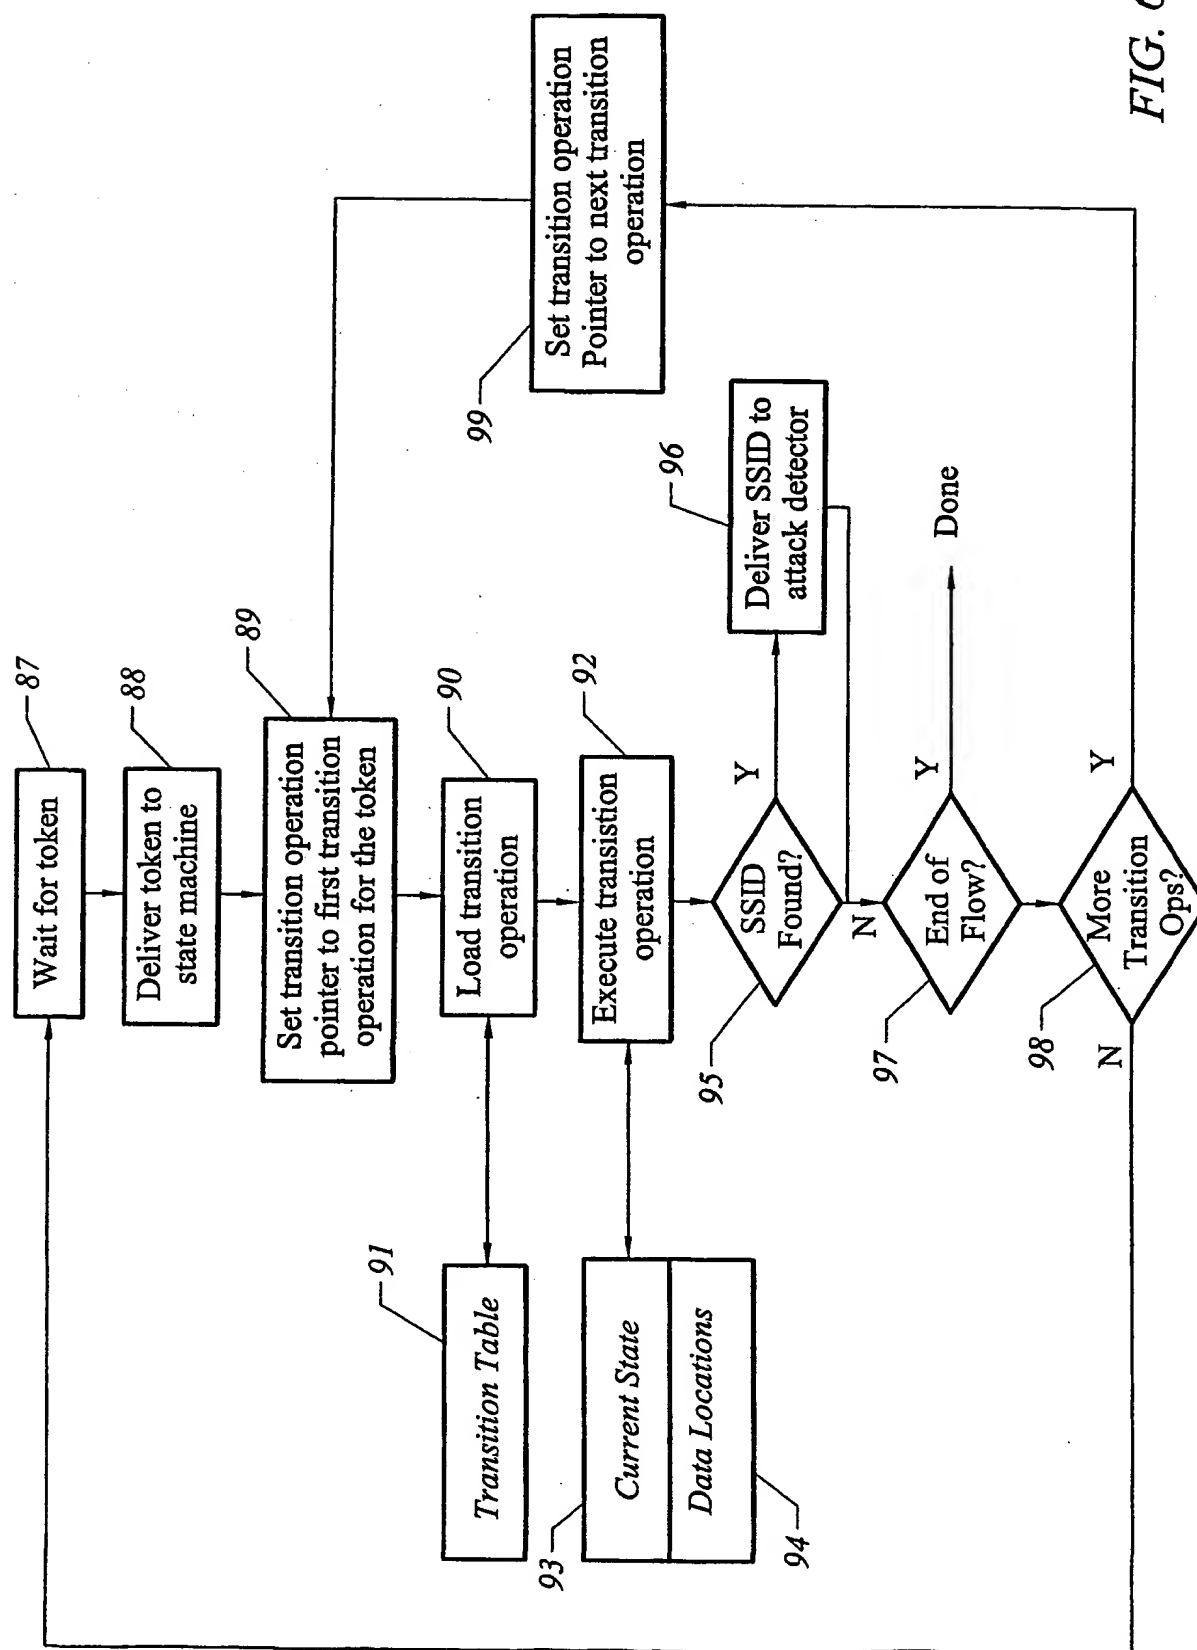 87
Wait for token
88
Deliver token to
state machine
89
Set transition operation
pointer to first transition
operation for the token
90
Load transition
operation
91
Transition Table
92
Execute transistion
operation
93
Current State
Data Locations
94
95
SSID
Found?
Y
N
96
Deliver SSID to
attack detector
97
End of
Flow?
Y
Done
98
More
Transition
Ops?
Y
N
99
Set transition operation
Pointer to next transition
operation
FIG.